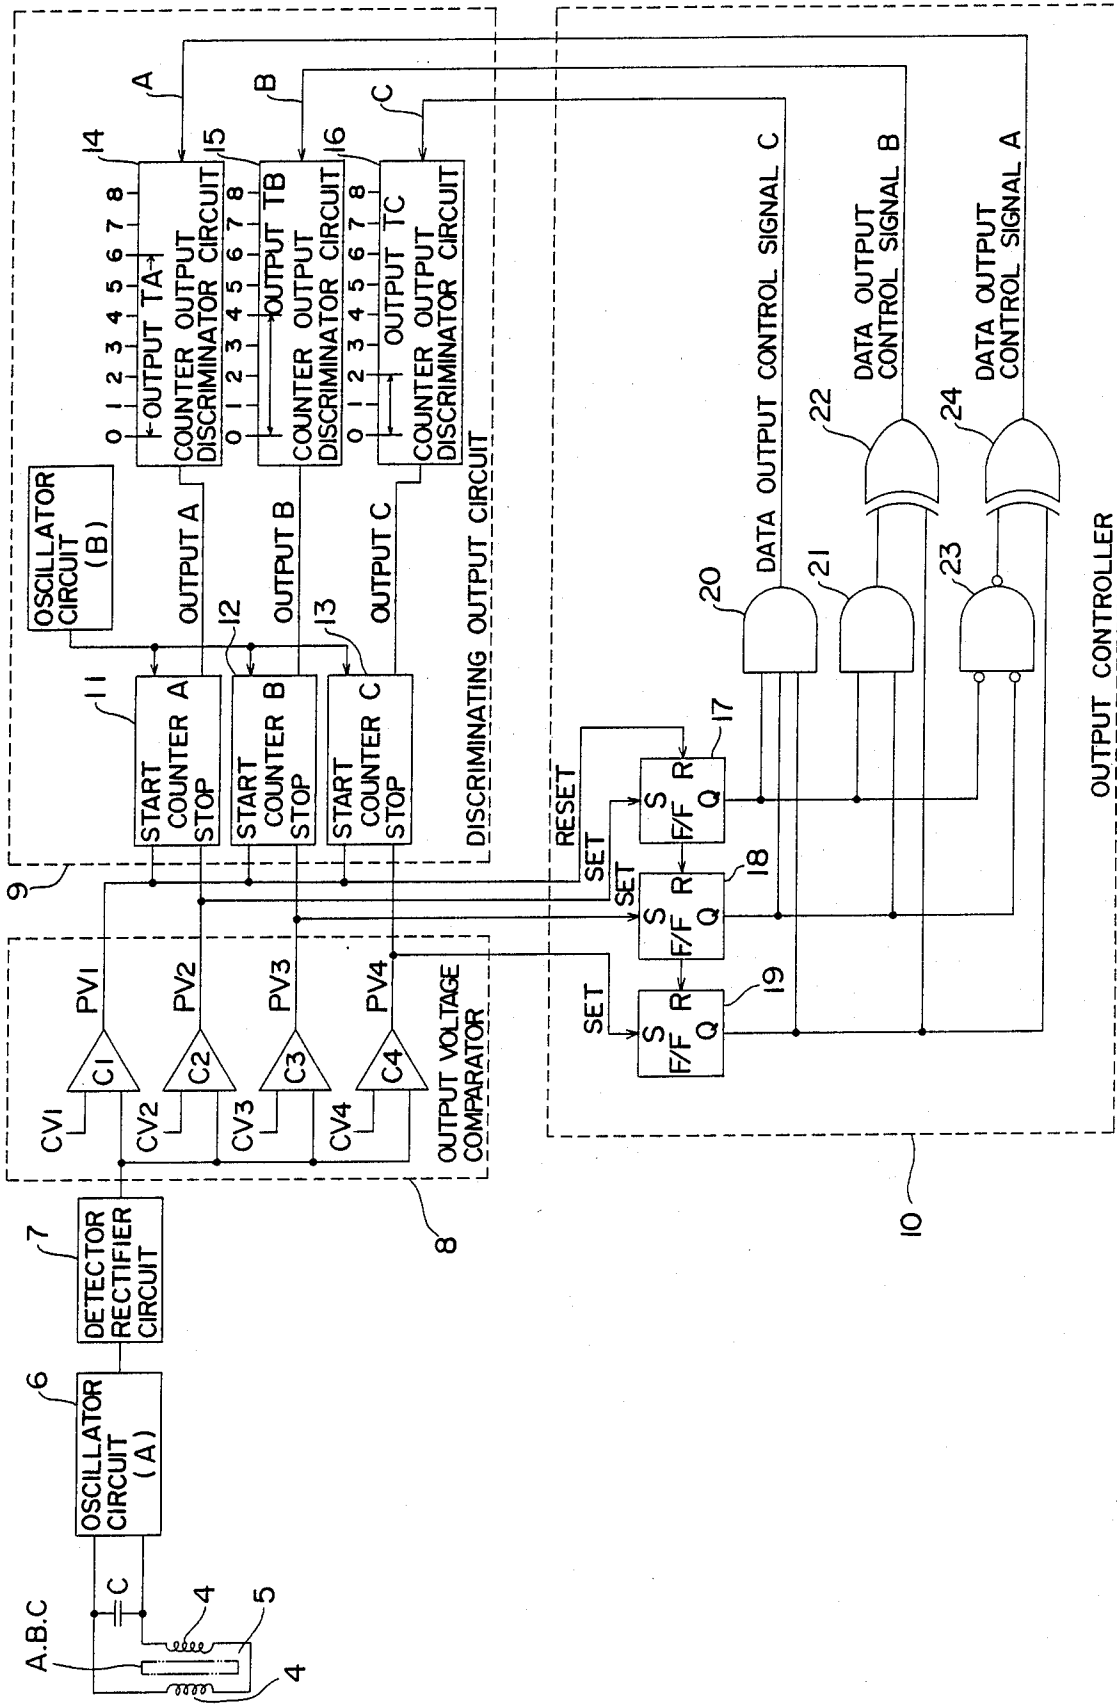 A.B.C
C
4
5
4
6
OSCILLATOR
CIRCUIT
(A)
7
DETECTOR
RECTIFIER
CIRCUIT
8
CV1
C1
PV1
CV2
C2
PV2
CV3
C3
PV3
CV4
C4
PV4
OUTPUT VOLTAGE
COMPARATOR
9
11
START
COUNTER A
STOP
12
START
COUNTER B
STOP
13
START
COUNTER C
STOP
OSCILLATOR
CIRCUIT
(B)
OUTPUT A
OUTPUT B
OUTPUT C
14
0 1 2 3 4 5 6 7 8
OUTPUT TA
COUNTER OUTPUT
DISCRIMINATOR CIRCUIT
A
15
0 1 2 3 4 5 6 7 8
OUTPUT TB
COUNTER OUTPUT
DISCRIMINATOR CIRCUIT
B
16
0 1 2 3 4 5 6 7 8
OUTPUT TC
COUNTER OUTPUT
DISCRIMINATOR CIRCUIT
C
DISCRIMINATING OUTPUT CIRCUIT
RESET
SET
SET
SET
S
R
F/F
Q
17
S
R
F/F
Q
18
S
R
F/F
Q
19
20
DATA OUTPUT CONTROL SIGNAL C
21
22
DATA OUTPUT
CONTROL SIGNAL B
23
24
DATA OUTPUT
CONTROL SIGNAL A
10
OUTPUT CONTROLLER